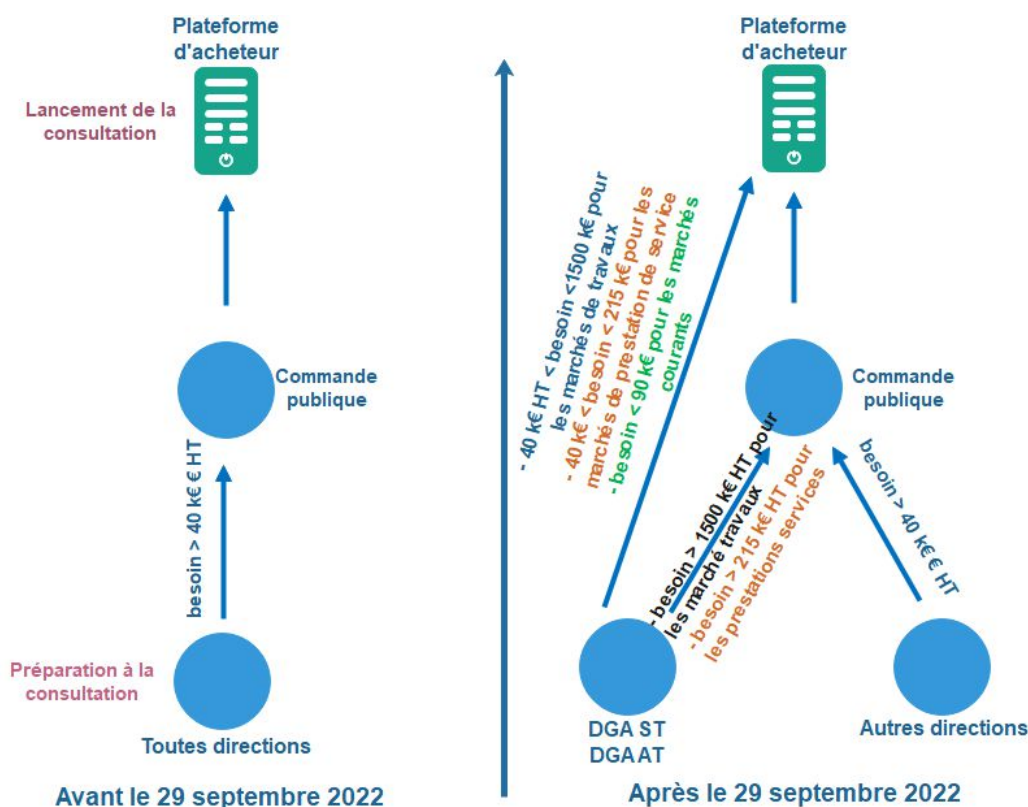 Plateforme
d'acheteur
Lancement de la
consultation
Commande
publique
besoin > 40 k€ € HT
Préparation à la
consultation
Toutes directions
Avant le 29 septembre 2022
Plateforme
d'acheteur
- 40 k€ HT < besoin <1500 k€ pour
les marchés de travaux
- 40 k€ < besoin < 215 k€ pour les
marchés de prestation de service
- besoin < 90 k€ pour les marchés
courants
Commande
publique
- besoin > 1500 k€ HT pour
les marché travaux
- besoin > 215 k€ HT pour
les prestations services
besoin > 40 k€ € HT
DGA ST
DGAAT
Autres directions
Après le 29 septembre 2022